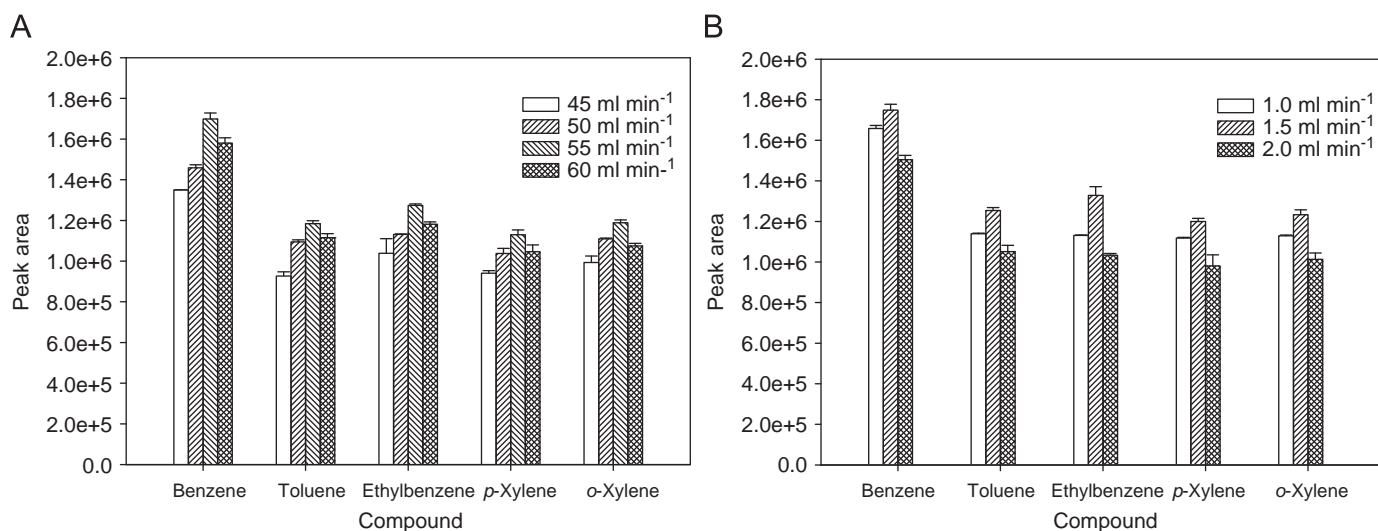 A
Peak area
2.0e+6
1.8e+6
1.6e+6
1.4e+6
1.2e+6
1.0e+6
8.0e+5
6.0e+5
4.0e+5
2.0e+5
0.0
45 ml min⁻¹
50 ml min⁻¹
55 ml min⁻¹
60 ml min-¹
Benzene Toluene Ethylbenzene p-Xylene o-Xylene
Compound
B
Peak area
2.0e+6
1.8e+6
1.6e+6
1.4e+6
1.2e+6
1.0e+6
8.0e+5
6.0e+5
4.0e+5
2.0e+5
0.0
1.0 ml min⁻¹
1.5 ml min⁻¹
2.0 ml min⁻¹
Benzene Toluene Ethylbenzene p-Xylene o-Xylene
Compound